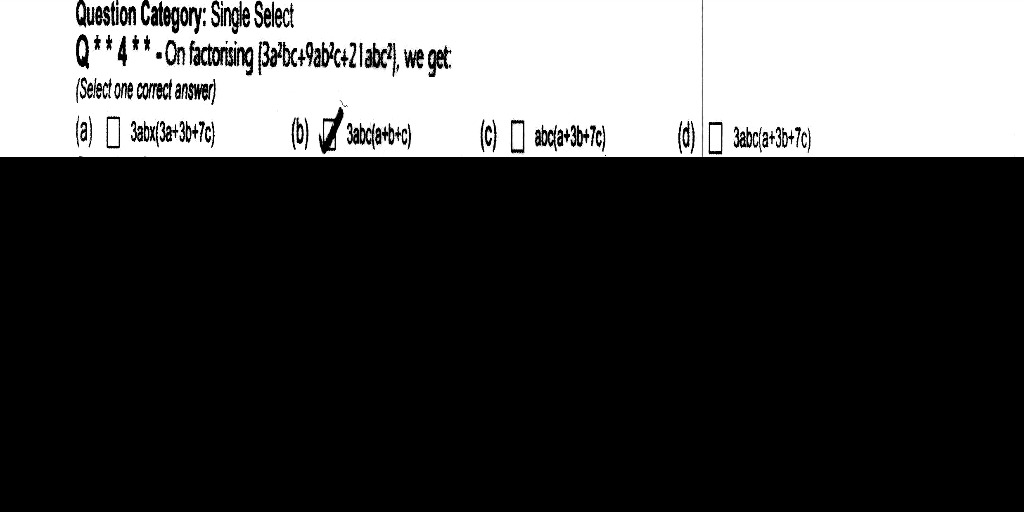 Question Category: Single Select
Q * * 4 * * - On factorising (3a²bc+9ab²c+21abc²), we get:
(Select one correct answer)
(a) 3abx(3a+3b+7c) (b) 3abc(a+b+c) (c) abc(a+3b+7c) (d) 3abc(a+3b+7c)